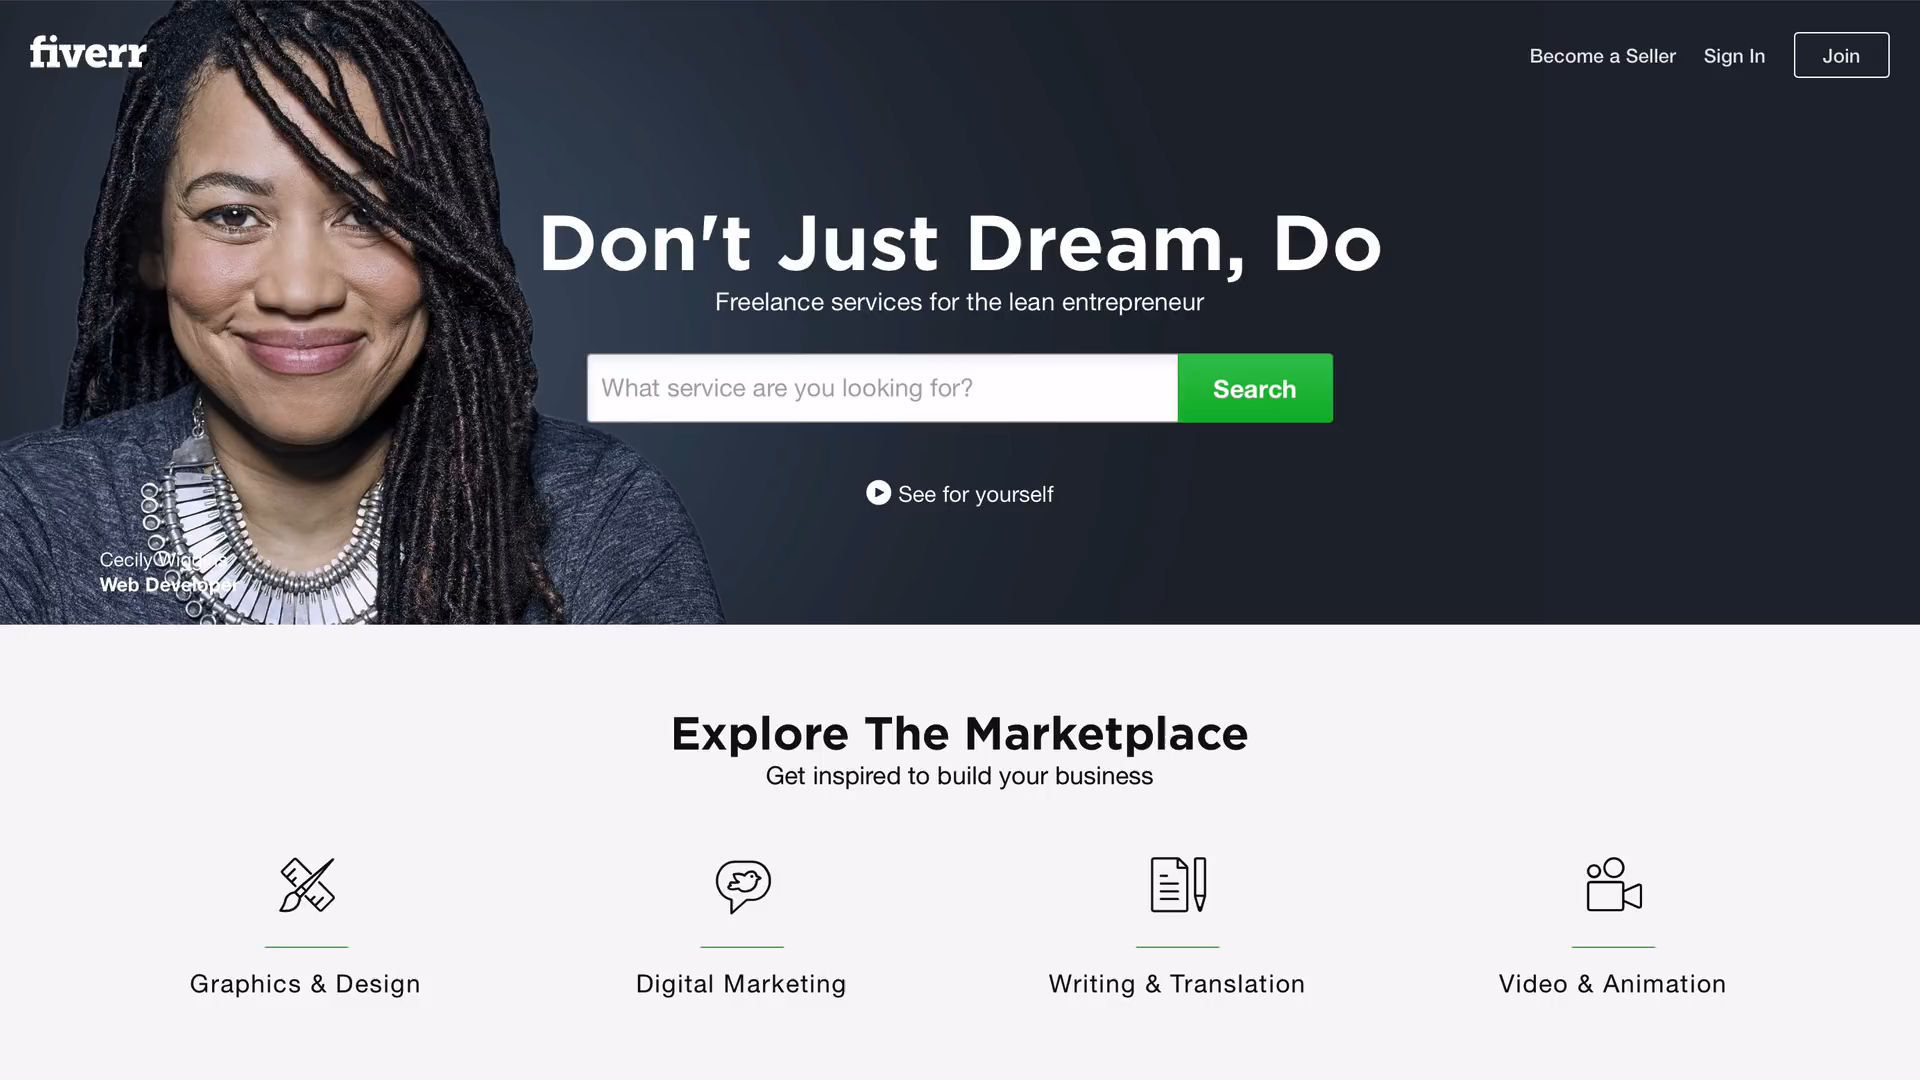 fiverr
Become a Seller
Sign In
Join
Don't Just Dream, Do
Freelance services for the lean entrepreneur
What service are you looking for?
Search
See for yourself
Cecily
Web Developer
Explore The Marketplace
Get inspired to build your business
Graphics & Design
Digital Marketing
Writing & Translation
Video & Animation